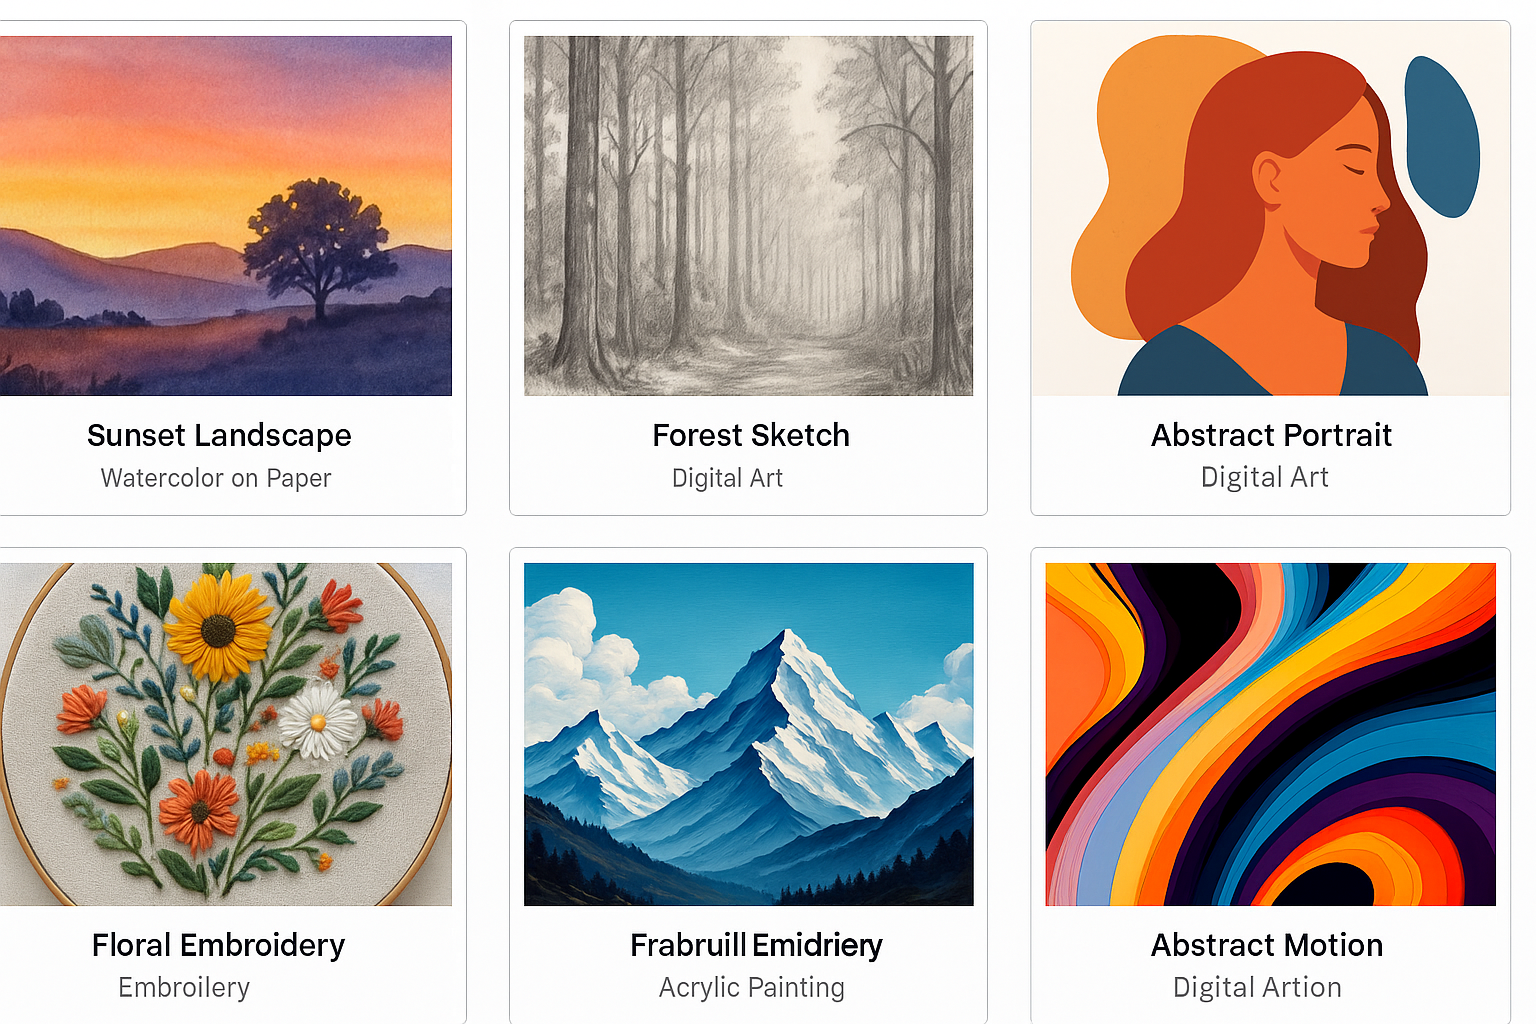 Sunset Landscape
Watercolor on Paper
Forest Sketch
Digital Art
Abstract Portrait
Digital Art
Floral Embroidery
Embroilery
Frabruill Emidriery
Acrylic Painting
Abstract Motion
Digital Artion